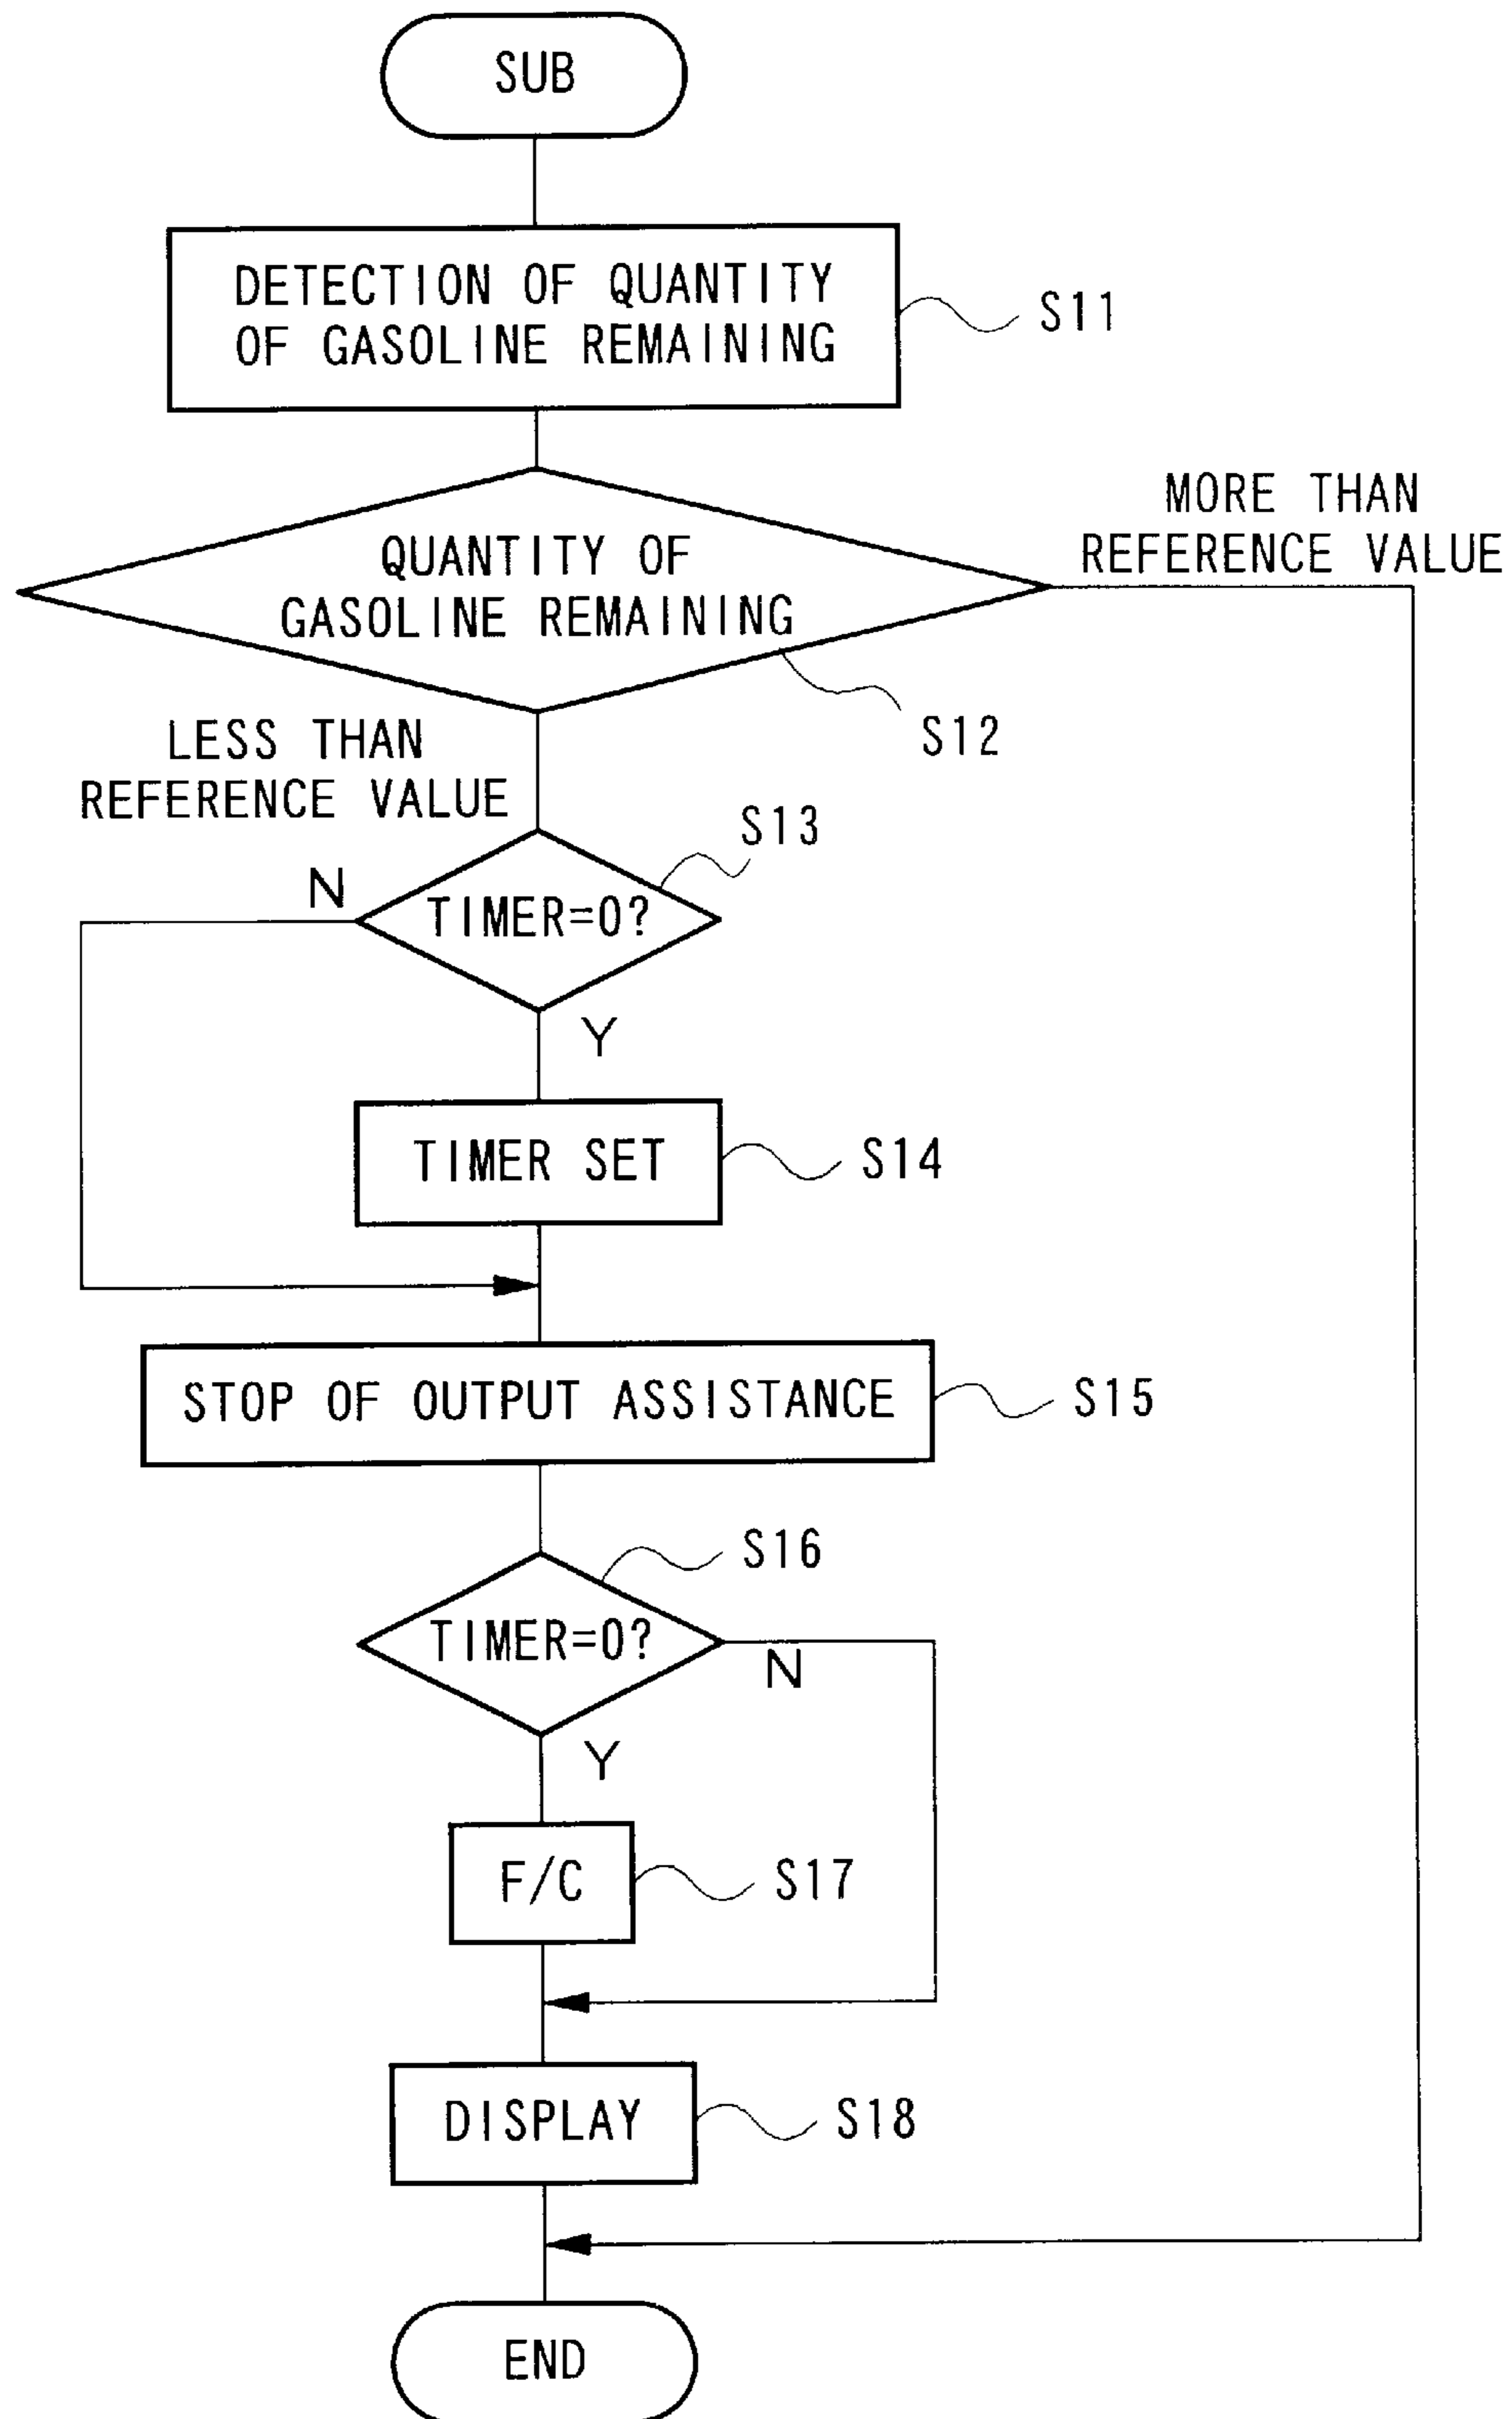 SUB
DETECTION OF QUANTITY
OF GASOLINE REMAINING
S11
MORE THAN
REFERENCE VALUE
QUANTITY OF
GASOLINE REMAINING
S12
LESS THAN
REFERENCE VALUE
S13
N
TIMER=0?
Y
TIMER SET
S14
STOP OF OUTPUT ASSISTANCE
S15
S16
TIMER=0?
N
Y
F/C
S17
DISPLAY
S18
END